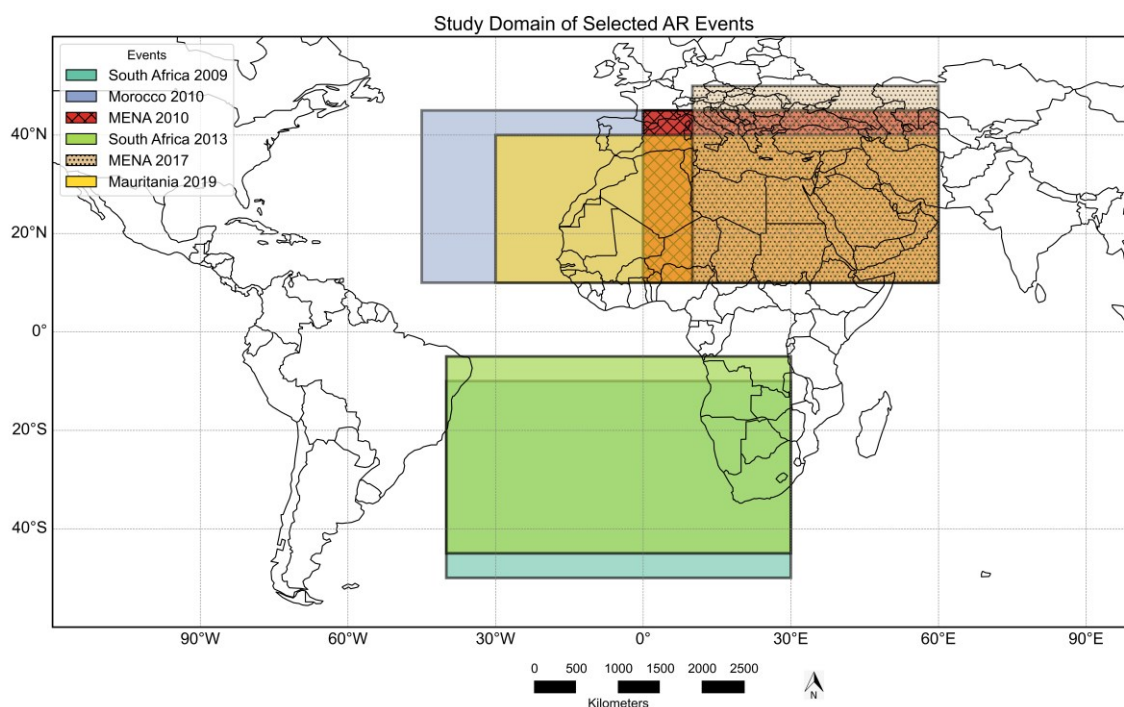 Study Domain of Selected AR Events
Events
South Africa 2009
Morocco 2010
MENA 2010
South Africa 2013
MENA 2017
Mauritania 2019
40°N
20°N
0°
20°S
40°S
90°W 60°W 30°W 0° 30°E 60°E 90°E
0 500 1000 1500 2000 2500
Kilometers
N